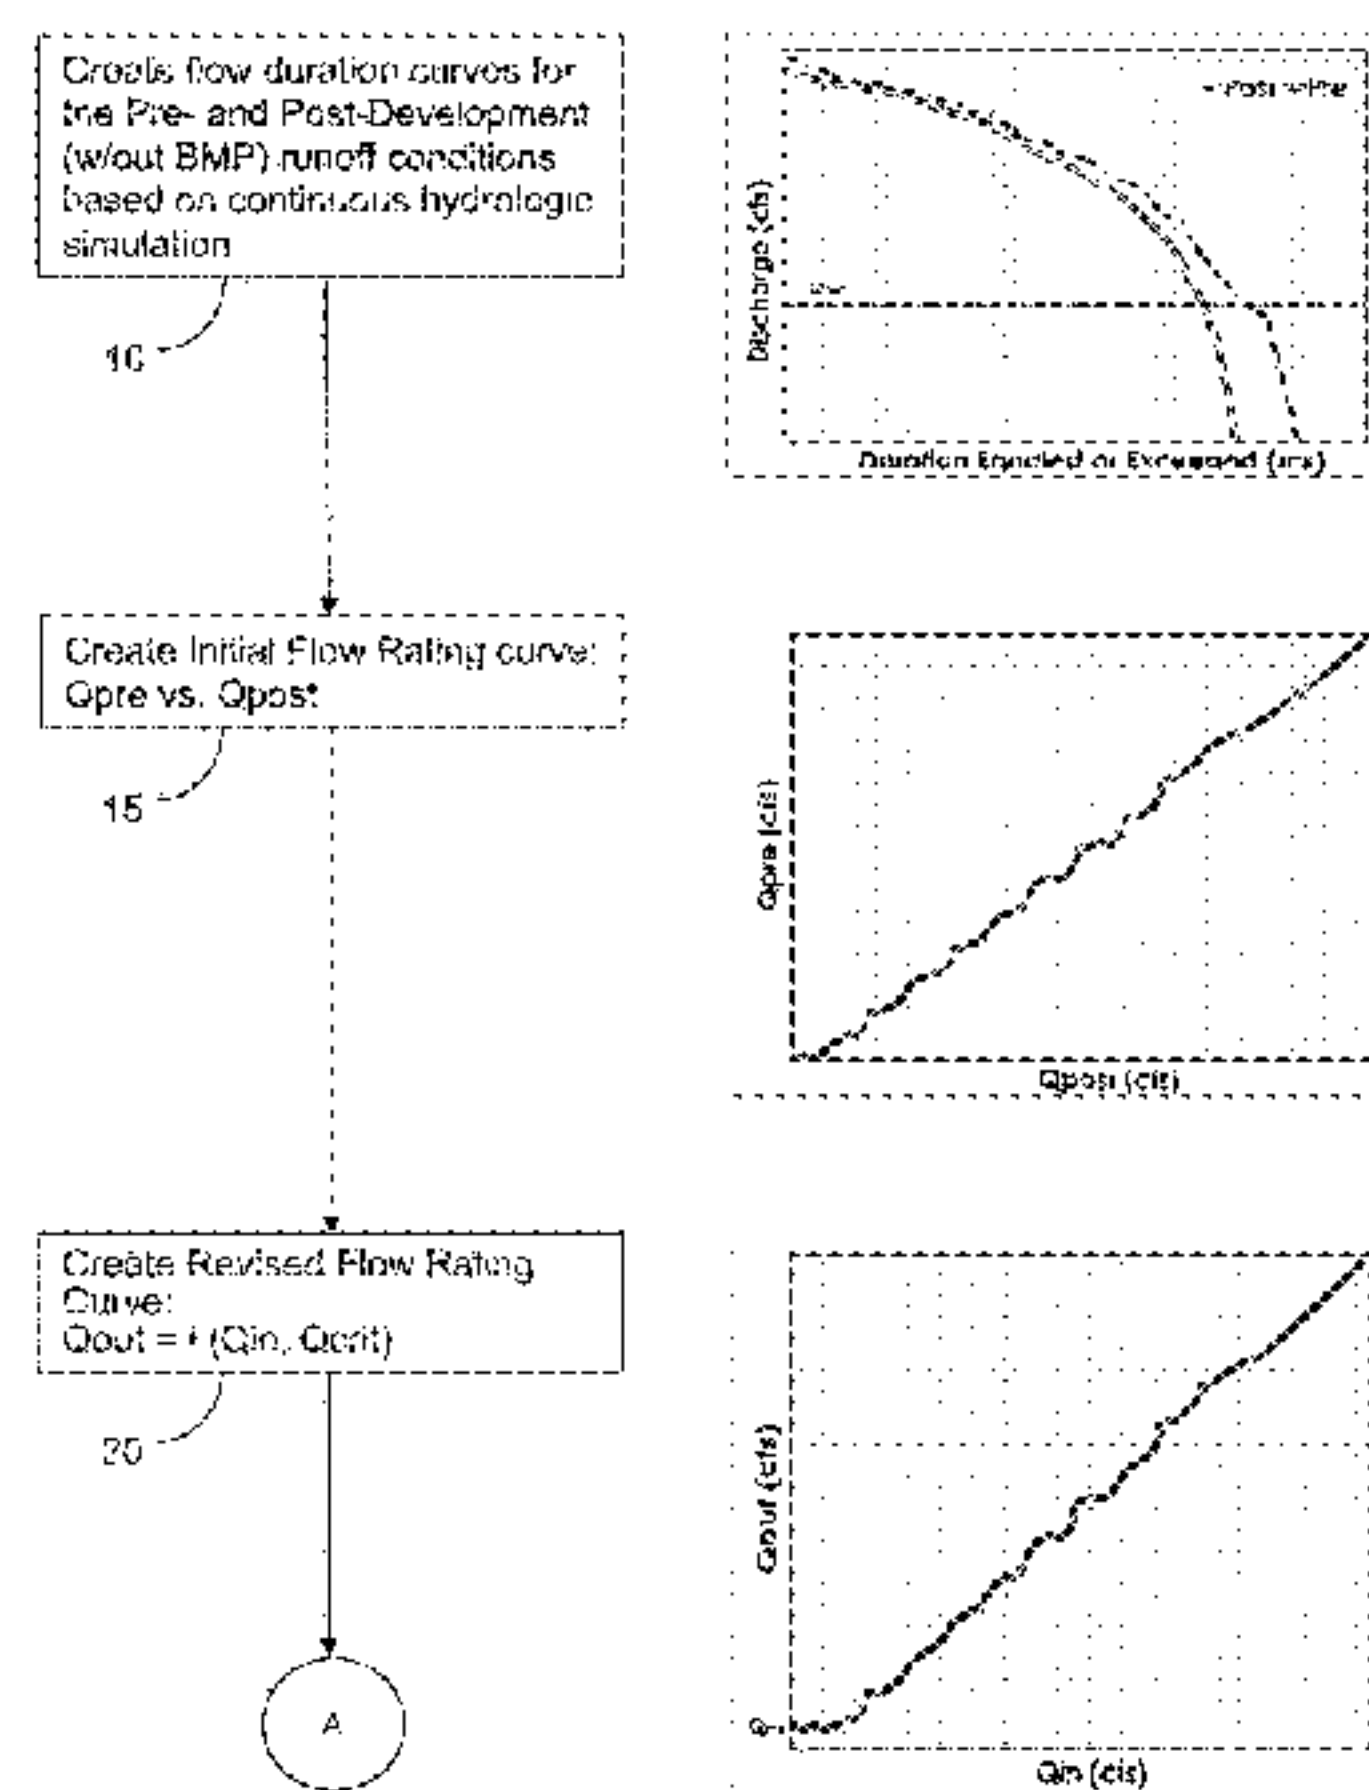 Create flow duration curves for
the Pre- and Post-Development
(w/out BMP) runoff conditions
based on continuous hydrologic
simulation
10
Discharge (cfs)
Post Pre
Duration Equaled or Exceeded (hrs)
Create Initial Flow Rating curve:
Qpre vs. Qpost
15
Qpre (cfs)
Qpost (cfs)
Create Revised Flow Rating
Curve:
Qout = f (Qin, Qcrit)
20
Qout (cfs)
Qin (cfs)
A